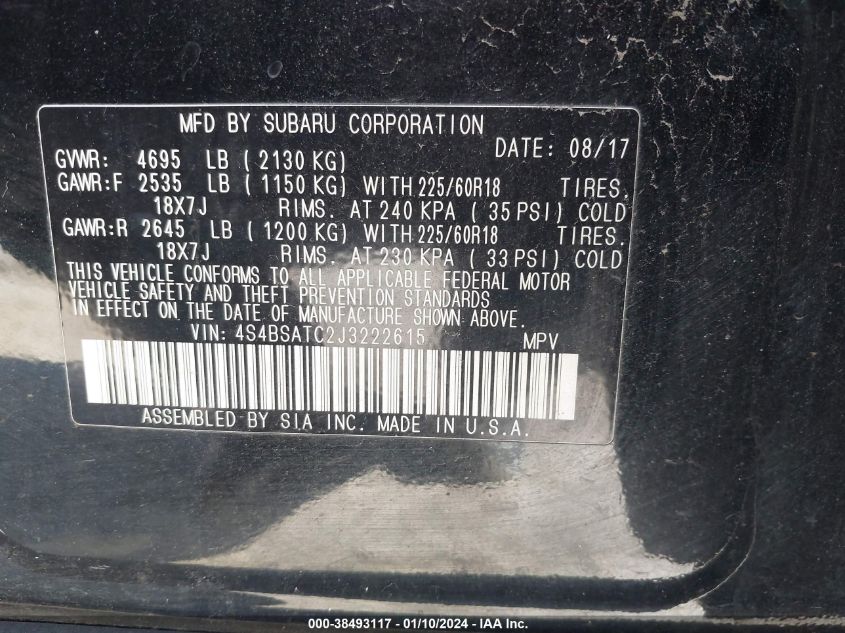 MFD BY SUBARU CORPORATION
DATE: 08/17
GVWR: 4695 LB ( 2130 KG)
GAWR:F 2535 LB ( 1150 KG) WITH 225/60R18 TIRES.
18X7J RIMS. AT 240 KPA ( 35 PSI) COLD
GAWR:R 2645 LB ( 1200 KG) WITH 225/60R18 TIRES.
18X7J RIMS. AT 230 KPA ( 33 PSI) COLD
THIS VEHICLE CONFORMS TO ALL APPLICABLE FEDERAL MOTOR
VEHICLE SAFETY AND THEFT PREVENTION STANDARDS
IN EFFECT ON THE DATE OF MANUFACTURE SHOWN ABOVE.
VIN: 4S4BSATC2J3222615 MPV
ASSEMBLED BY SIA INC. MADE IN U.S.A.
000-38493117 - 01/10/2024 - IAA Inc.